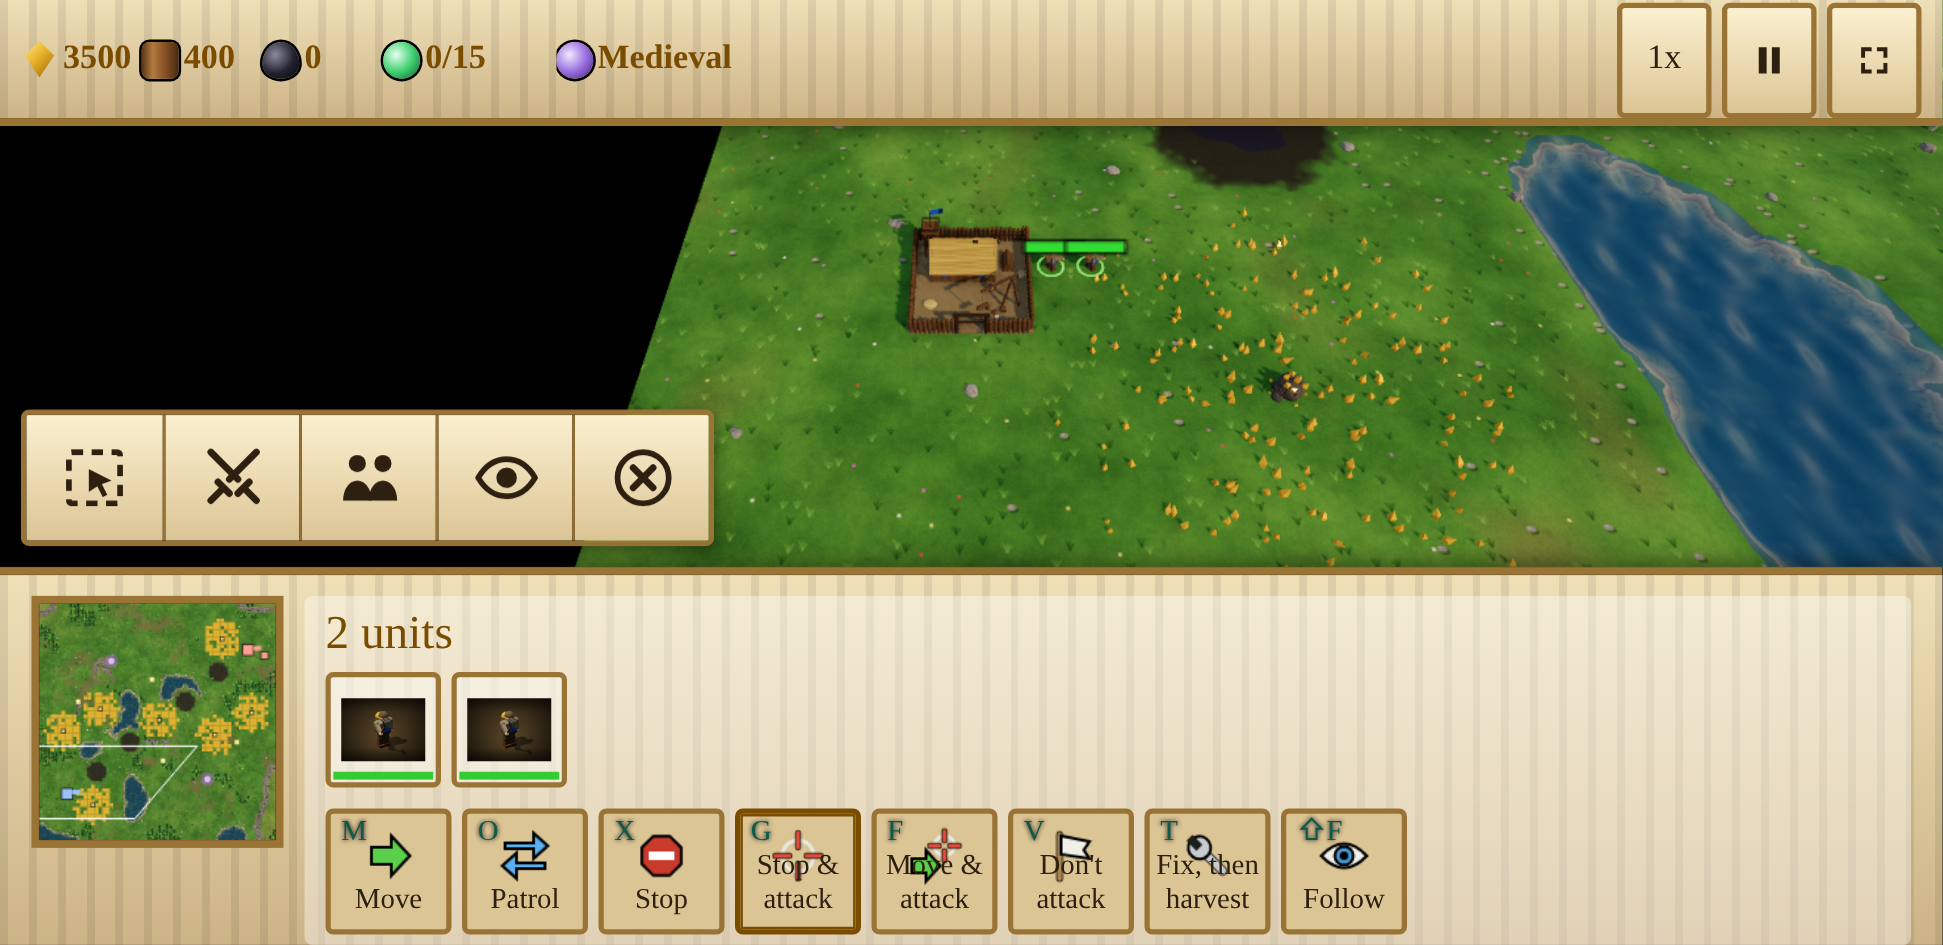 3500 400 0 0/15 Medieval 1x
2 units
M O X G F V T F
Stop & Move & Don't Fix, then
Move Patrol Stop attack attack attack harvest Follow